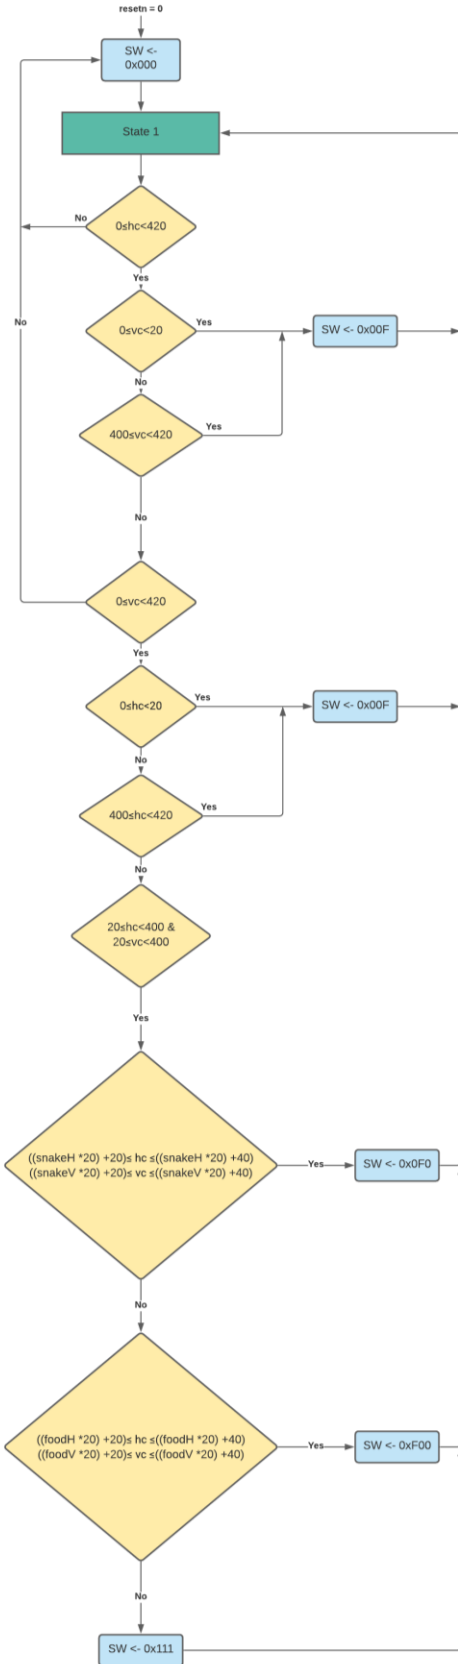 resetn = 0
SW <-
0x000
State 1
No
0≤hc<420
Yes
No
0≤vc<20
Yes
SW <- 0x00F
No
400≤vc<420
Yes
No
0≤vc<420
Yes
0≤hc<20
Yes
SW <- 0x00F
No
400≤hc<420
Yes
No
20≤hc<400 &
20≤vc<400
Yes
((snakeH *20) +20)≤ hc ≤((snakeH *20) +40)
((snakeV *20) +20)≤ vc ≤((snakeV *20) +40)
Yes
SW <- 0x0F0
No
((foodH *20) +20)≤ hc ≤((foodH *20) +40)
((foodV *20) +20)≤ vc ≤((foodV *20) +40)
Yes
SW <- 0xF00
No
SW <- 0x111